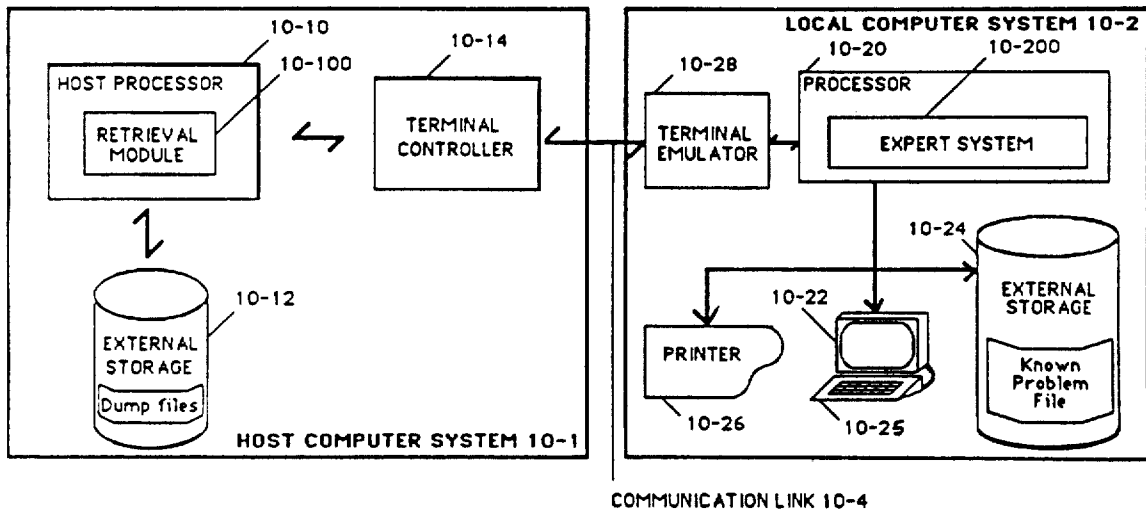 10-10
10-100
HOST PROCESSOR
RETRIEVAL
MODULE
10-14
TERMINAL
CONTROLLER
10-12
EXTERNAL
STORAGE
Dump files
HOST COMPUTER SYSTEM 10-1
LOCAL COMPUTER SYSTEM 10-2
10-28
TERMINAL
EMULATOR
10-20
10-200
PROCESSOR
EXPERT SYSTEM
10-24
EXTERNAL
STORAGE
Known
Problem
File
10-22
PRINTER
10-26
10-25
COMMUNICATION LINK 10-4